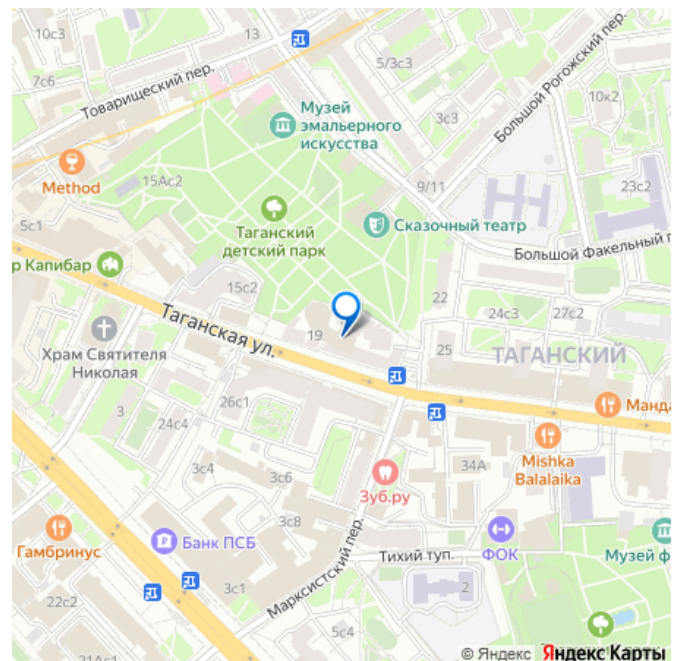 10с3
13
5/3с3
7с6
Товарищеский пер.
Большой Рогожский пер.
10к2
Музей
эмальерного
искусства
3с3
Method
15Ас2
9/11
23с2
5с1
Таганский
детский парк
Сказочный театр
Большой Факельный п
р Капибар
15с2
22
24с3
27с2
Таганская ул.
19
Храм Святителя
Николая
25
ТАГАНСКИЙ
Манда
3
26с1
24с4
Mishka
Balalaika
34А
3с4
3с6
Зуб.ру
3с8
Гамбринус
Банк ПСБ
Марксистский пер.
Тихий туп.
ФОК
Музей ф
3с1
2
22с2
5с4
21Ас1
© Яндекс
Яндекс Карты